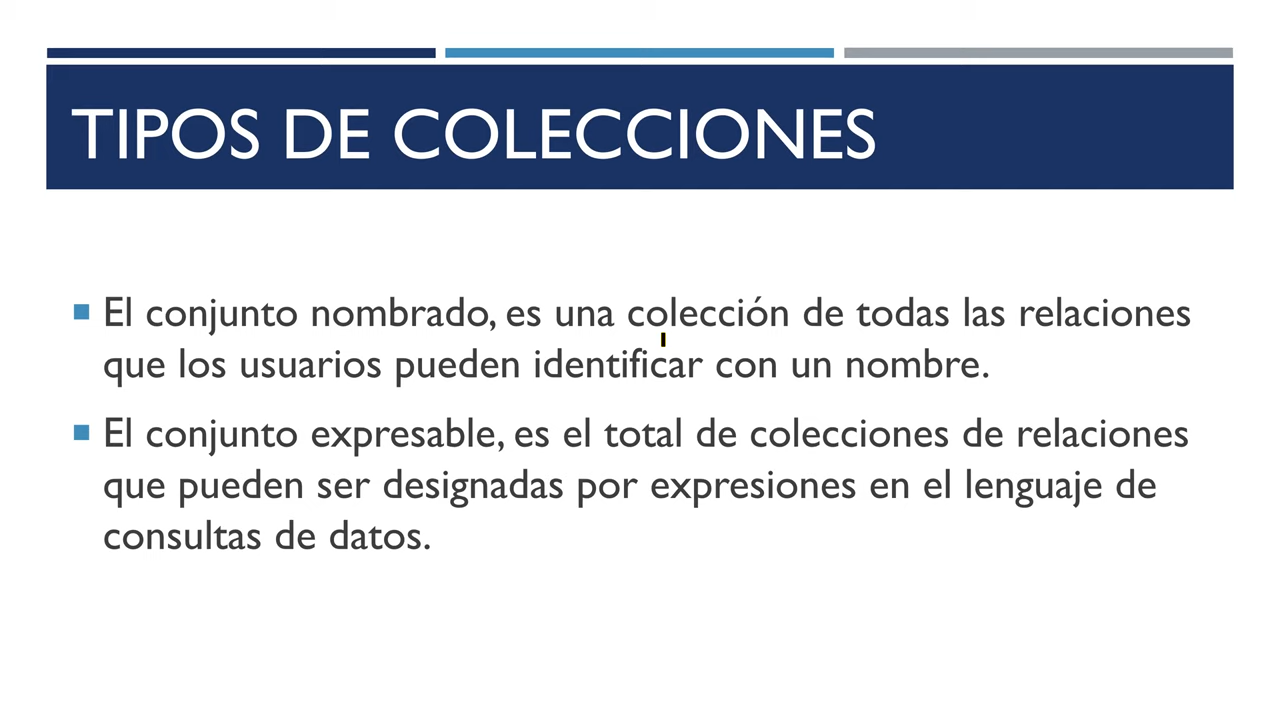 TIPOS DE COLECCIONES
El conjunto nombrado, es una colección de todas las relaciones
que los usuarios pueden identificar con un nombre.
El conjunto expresable, es el total de colecciones de relaciones
que pueden ser designadas por expresiones en el lenguaje de
consultas de datos.